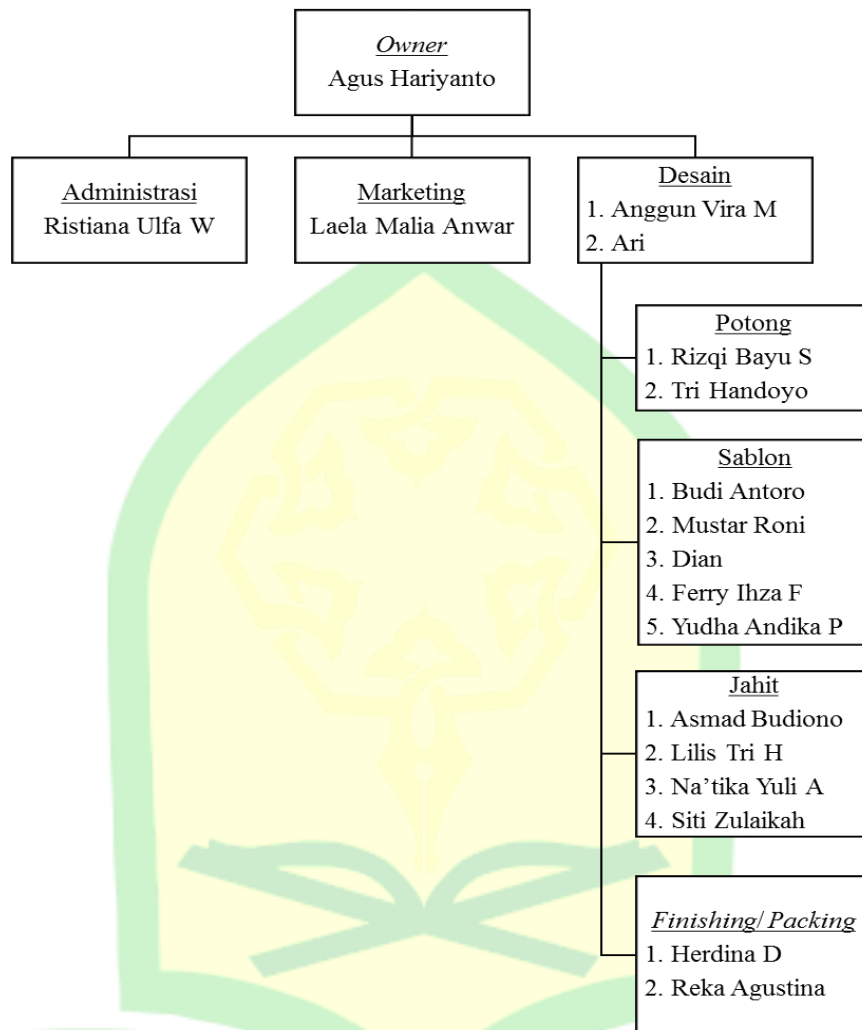 Owner
Agus Hariyanto
Administrasi
Ristiana Ulfa W
Marketing
Laela Malia Anwar
Desain
1. Anggun Vira M
2. Ari
Potong
1. Rizqi Bayu S
2. Tri Handoyo
Sablon
1. Budi Antoro
2. Mustar Roni
3. Dian
4. Ferry Ihza F
5. Yudha Andika P
Jahit
1. Asmad Budiono
2. Lilis Tri H
3. Na’tika Yuli A
4. Siti Zulaikah
Finishing/ Packing
1. Herdina D
2. Reka Agustina